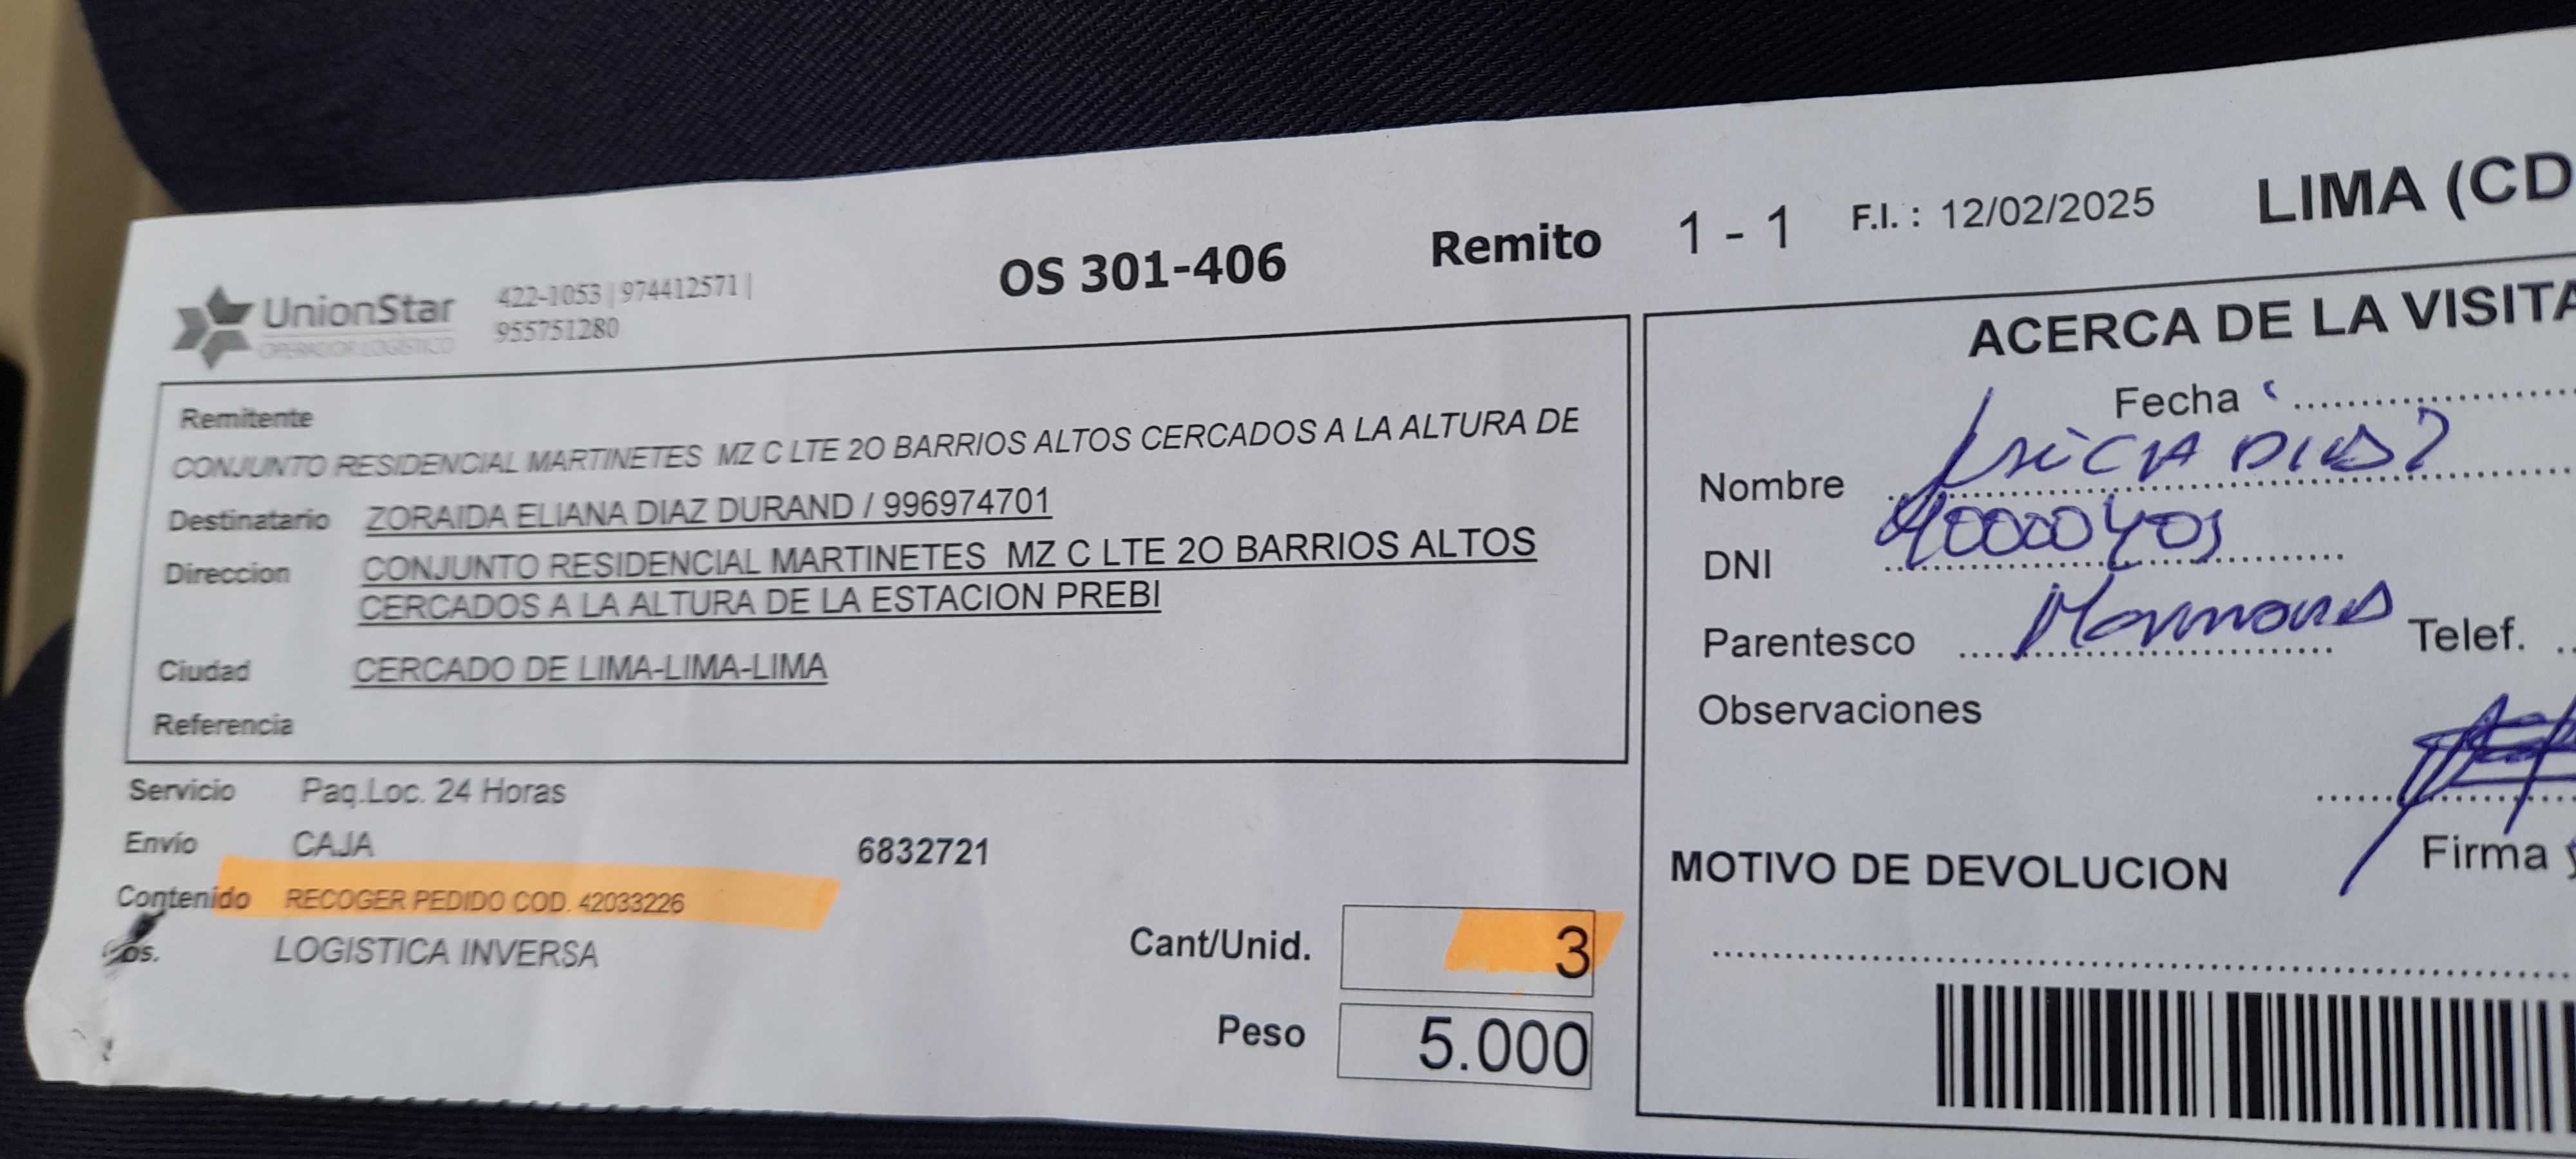 UnionStar
OPERADOR LOGÍSTICO
422-1053 | 974412571 |
955751280
OS 301-406
Remito 1 - 1
F.I. : 12/02/2025
LIMA (CD
Remitente
CONJUNTO RESIDENCIAL MARTINETES MZ C LTE 2O BARRIOS ALTOS CERCADOS A LA ALTURA DE
Destinatario ZORAIDA ELIANA DIAZ DURAND / 996974701
Direccion CONJUNTO RESIDENCIAL MARTINETES MZ C LTE 2O BARRIOS ALTOS
CERCADOS A LA ALTURA DE LA ESTACION PREBI
Ciudad CERCADO DE LIMA-LIMA-LIMA
Referencia
Servicio Paq.Loc. 24 Horas
Envío CAJA 6832721
Contenido RECOGER PEDIDO COD. 42033226
os. LOGISTICA INVERSA
Cant/Unid. 3
Peso 5.000
ACERCA DE LA VISITA
Fecha
Nombre DIAZ
DNI
Parentesco
Telef.
Observaciones
Firma y
MOTIVO DE DEVOLUCION